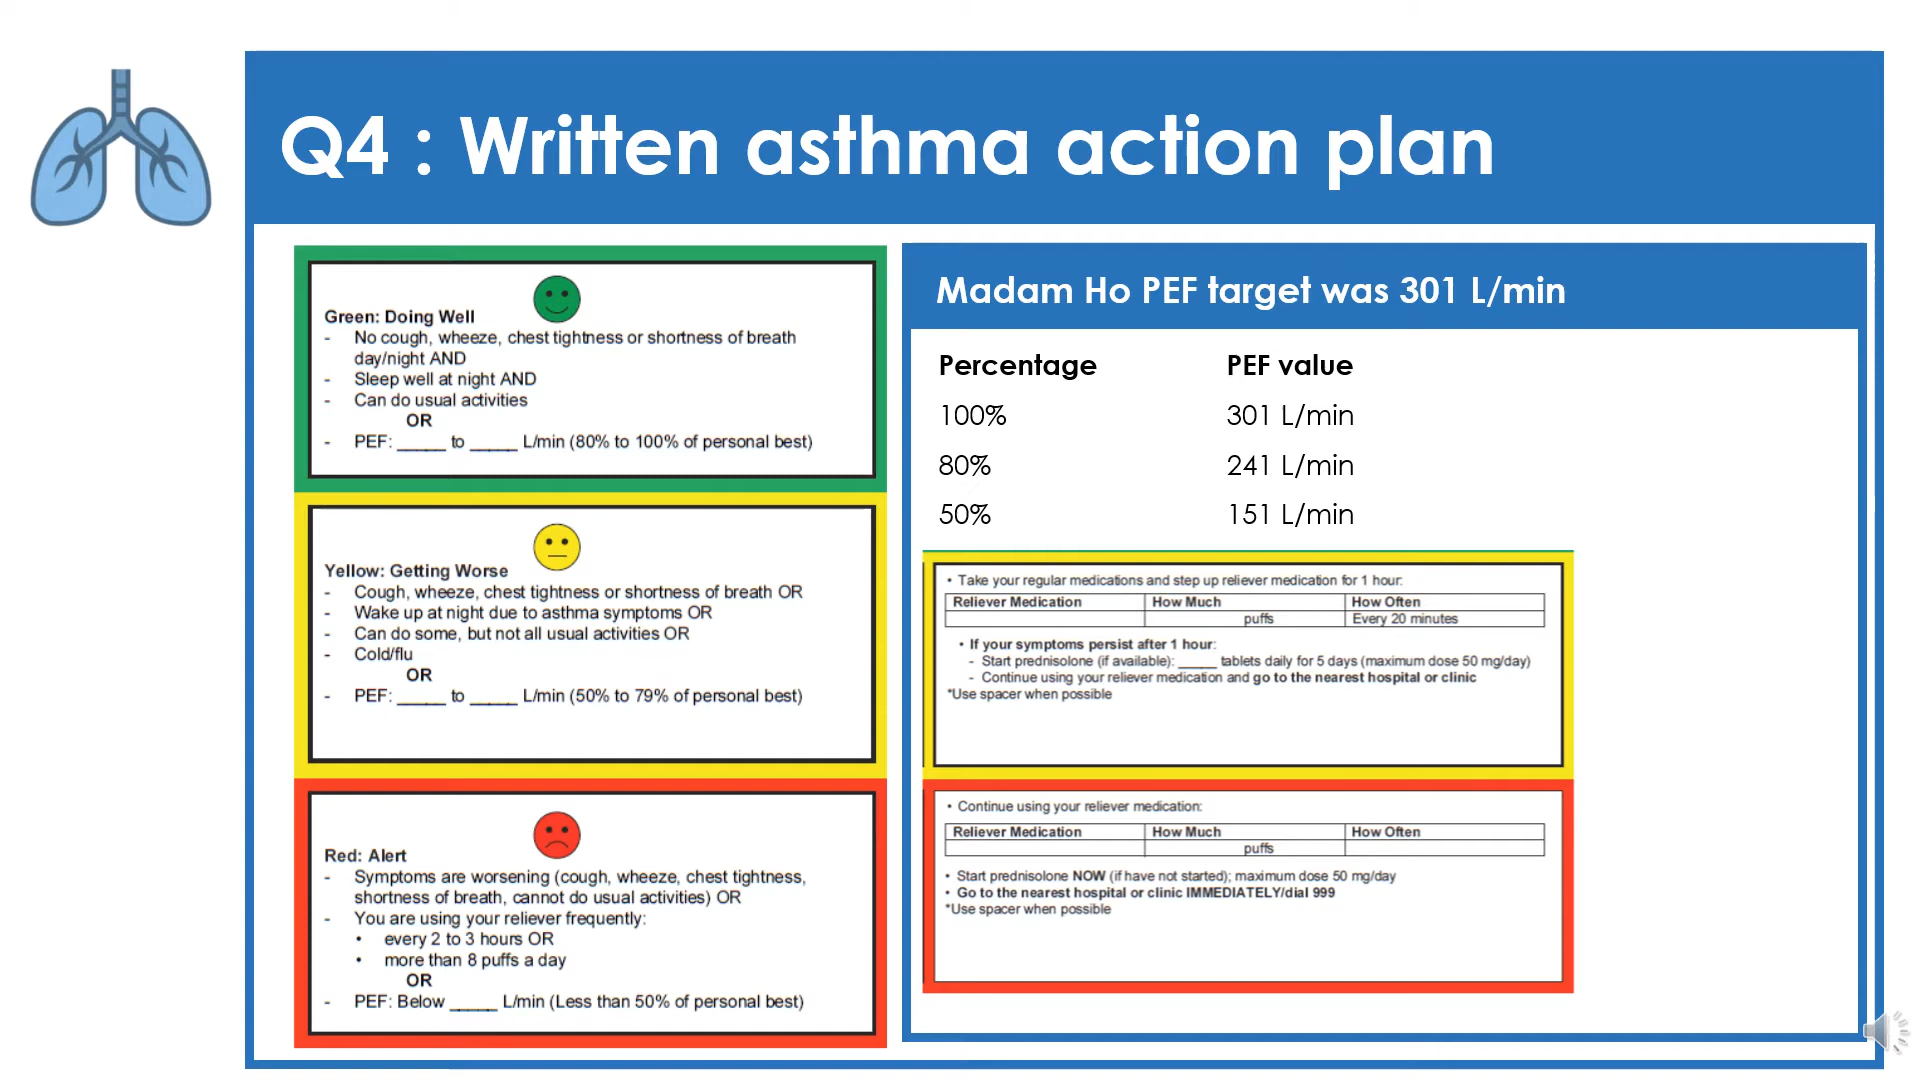 Q4 : Written asthma action plan
Green: Doing Well
- No cough, wheeze, chest tightness or shortness of breath
day/night AND
- Sleep well at night AND
- Can do usual activities
OR
- PEF: _____ to _____ L/min (80% to 100% of personal best)
Yellow: Getting Worse
- Cough, wheeze, chest tightness or shortness of breath OR
- Wake up at night due to asthma symptoms OR
- Can do some, but not all usual activities OR
- Cold/flu
OR
- PEF: _____ to _____ L/min (50% to 79% of personal best)
Red: Alert
- Symptoms are worsening (cough, wheeze, chest tightness,
shortness of breath, cannot do usual activities) OR
- You are using your reliever frequently:
• every 2 to 3 hours OR
• more than 8 puffs a day
OR
- PEF: Below _____ L/min (Less than 50% of personal best)
Madam Ho PEF target was 301 L/min
Percentage PEF value
100% 301 L/min
80% 241 L/min
50% 151 L/min
• Take your regular medications and step up reliever medication for 1 hour:
Reliever Medication How Much How Often
puffs Every 20 minutes
• If your symptoms persist after 1 hour:
- Start prednisolone (if available): _____ tablets daily for 5 days (maximum dose 50 mg/day)
- Continue using your reliever medication and go to the nearest hospital or clinic
*Use spacer when possible
• Continue using your reliever medication:
Reliever Medication How Much How Often
puffs
• Start prednisolone NOW (if have not started); maximum dose 50 mg/day
• Go to the nearest hospital or clinic IMMEDIATELY/dial 999
*Use spacer when possible